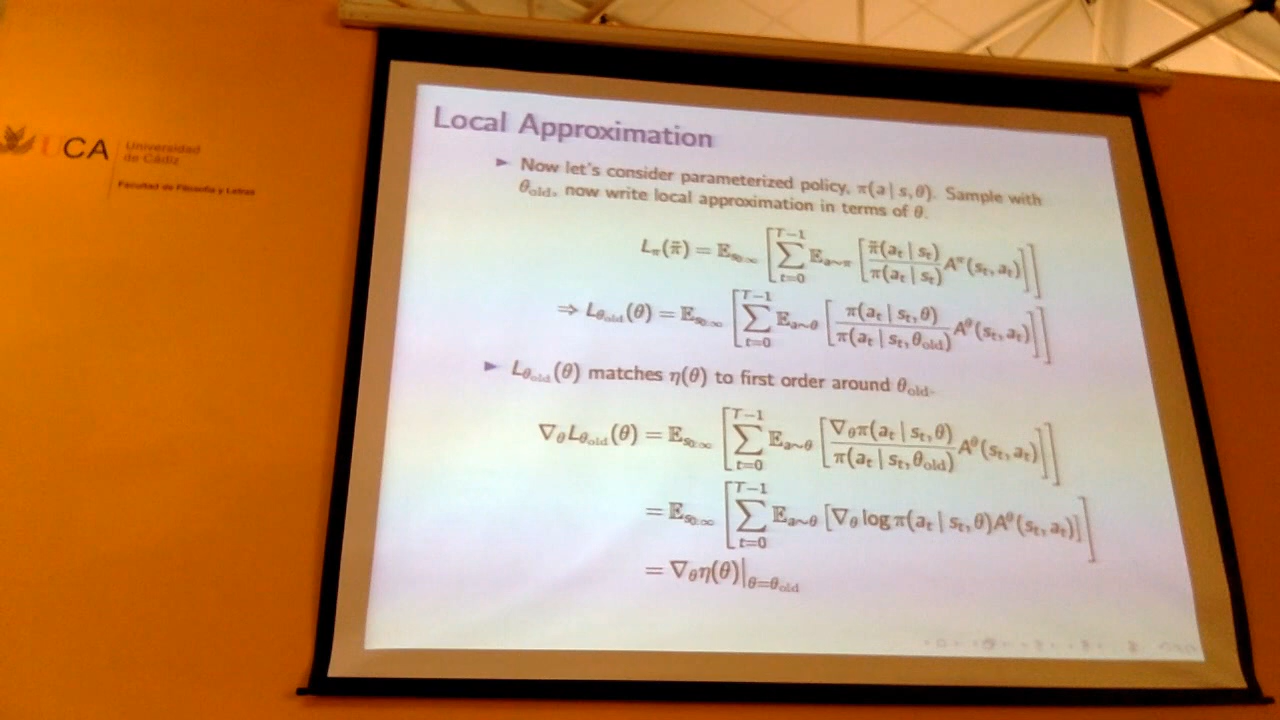 UCA
Universidad
de Cádiz
Facultad de Filosofía y Letras
Local Approximation
► Now let's consider parameterized policy, π(a | s, θ). Sample with
θ_old, now write local approximation in terms of θ.
L_π(π̃) = 𝔼_{s_{0:∞}} [ ∑_{t=0}^{T−1} 𝔼_{a∼π} [ π̃(a_t | s_t) / π(a_t | s_t) A^π(s_t, a_t) ] ]
⇒ L_{θ_old}(θ) = 𝔼_{s_{0:∞}} [ ∑_{t=0}^{T−1} 𝔼_{a∼θ} [ π(a_t | s_t, θ) / π(a_t | s_t, θ_old) A^θ(s_t, a_t) ] ]
► L_{θ_old}(θ) matches η(θ) to first order around θ_old.
∇_θ L_{θ_old}(θ) = 𝔼_{s_{0:∞}} [ ∑_{t=0}^{T−1} 𝔼_{a∼θ} [ ∇_θ π(a_t | s_t, θ) / π(a_t | s_t, θ_old) A^θ(s_t, a_t) ] ]
= 𝔼_{s_{0:∞}} [ ∑_{t=0}^{T−1} 𝔼_{a∼θ} [ ∇_θ log π(a_t | s_t, θ) A^θ(s_t, a_t) ] ]
= ∇_θ η(θ)|_{θ=θ_old}